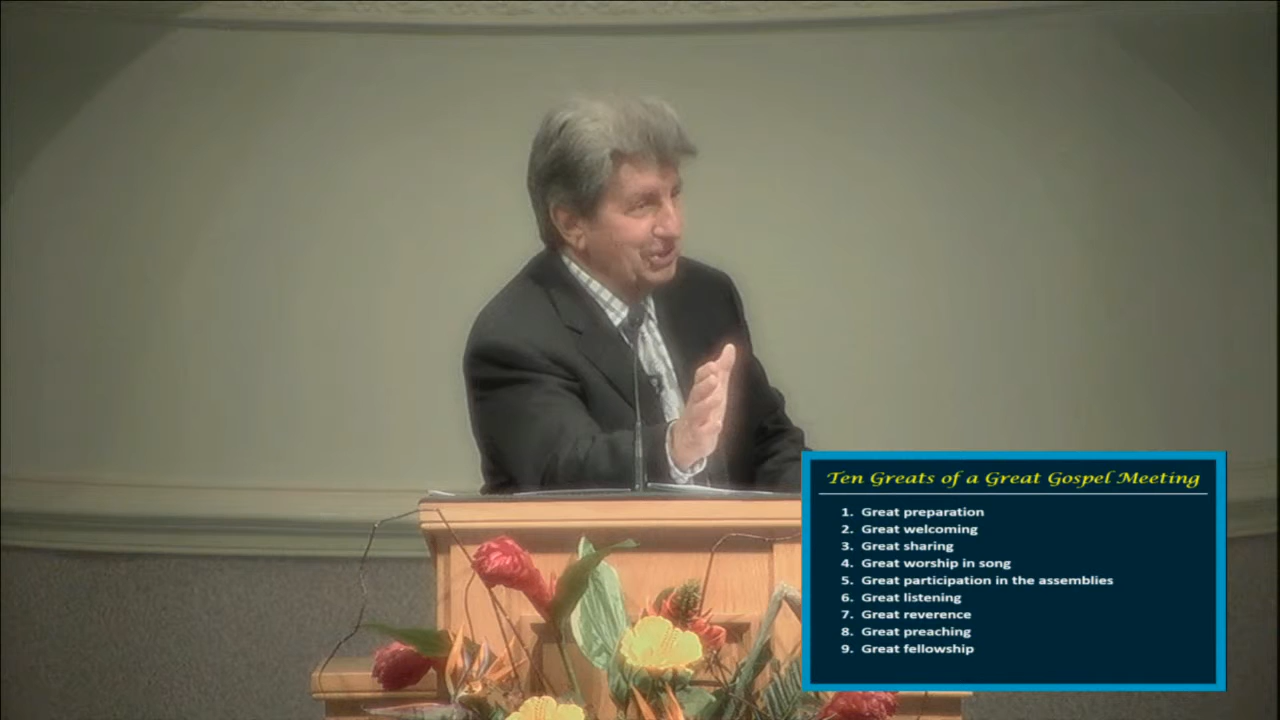 Ten Greats of a Great Gospel Meeting
1. Great preparation
2. Great welcoming
3. Great sharing
4. Great worship in song
5. Great participation in the assemblies
6. Great listening
7. Great reverence
8. Great preaching
9. Great fellowship